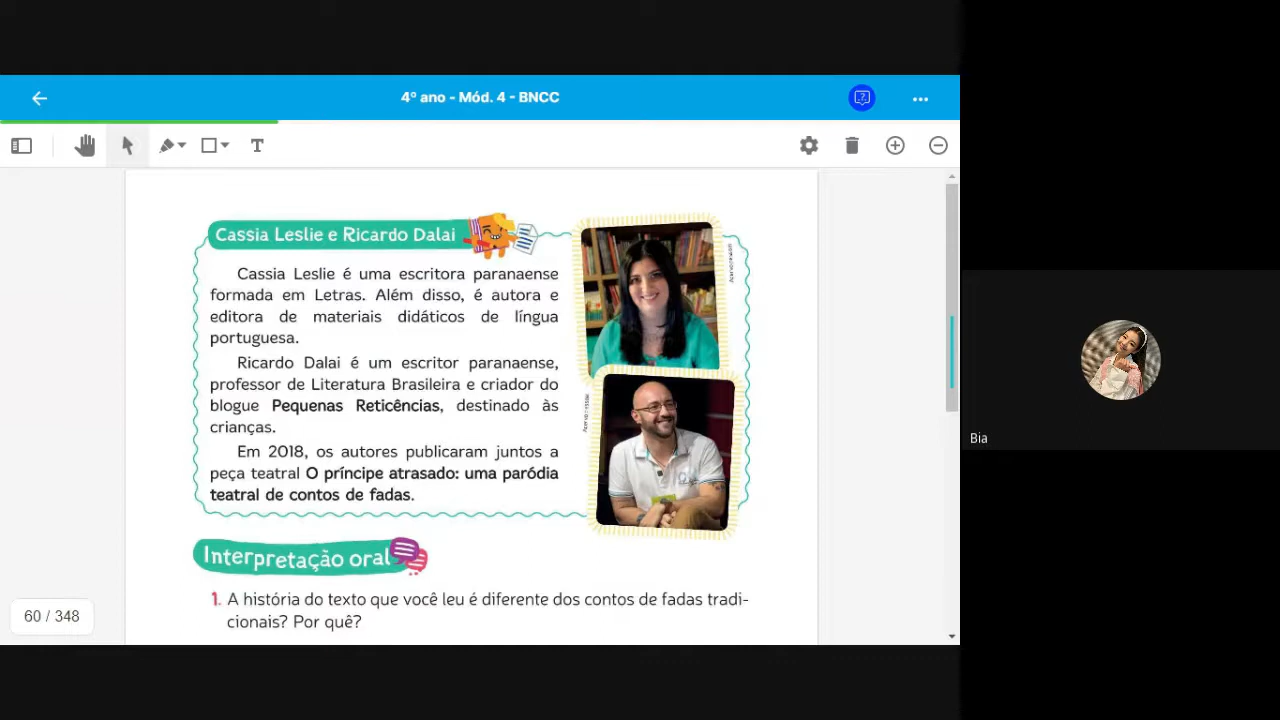 4º ano - Mód. 4 - BNCC
Cassia Leslie e Ricardo Dalai
Cassia Leslie é uma escritora paranaense
formada em Letras. Além disso, é autora e
editora de materiais didáticos de língua
portuguesa.
Ricardo Dalai é um escritor paranaense,
professor de Literatura Brasileira e criador do
blogue Pequenas Reticências, destinado às
crianças.
Em 2018, os autores publicaram juntos a
peça teatral O príncipe atrasado: uma paródia
teatral de contos de fadas.
Interpretação oral
1. A história do texto que você leu é diferente dos contos de fadas tradi-
cionais? Por quê?
60 / 348
Bia